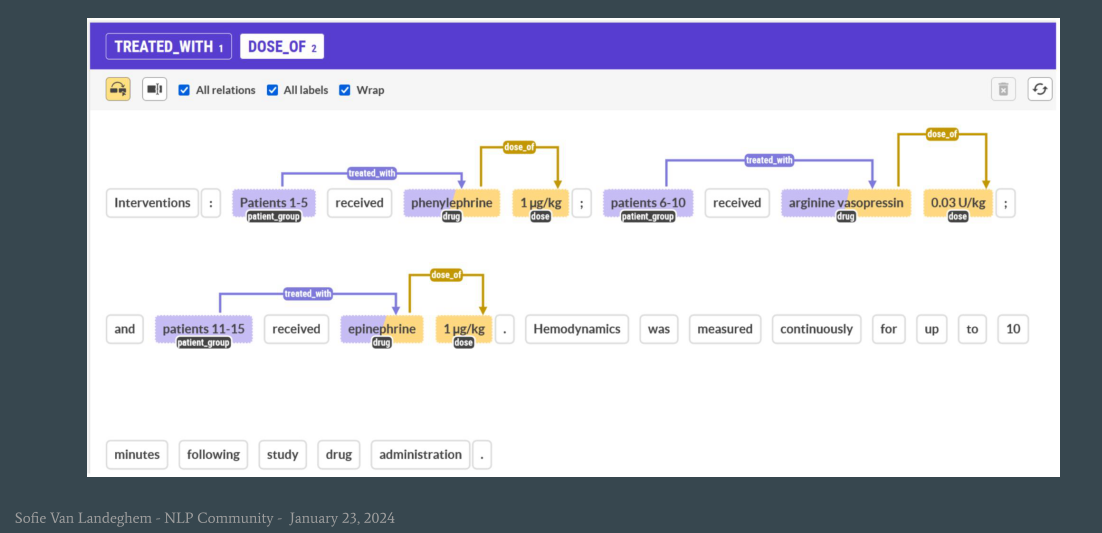 TREATED_WITH 1 DOSE_OF 2
All relations All labels Wrap
dose_of
dose_of treated_with
treated_with
Interventions : Patients 1-5 received phenylephrine 1 µg/kg ; patients 6-10 received arginine vasopressin 0.03 U/kg ;
patient_group drug dose patient_group drug dose
dose_of
treated_with
and patients 11-15 received epinephrine 1 µg/kg . Hemodynamics was measured continuously for up to 10
patient_group drug dose
minutes following study drug administration .
Sofie Van Landeghem - NLP Community - January 23, 2024